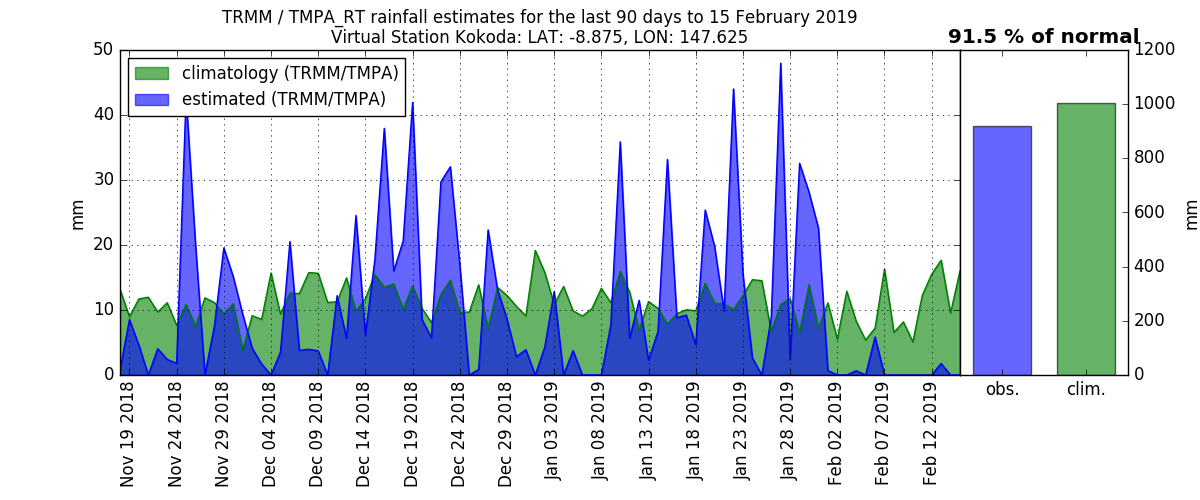 TRMM / TMPA_RT rainfall estimates for the last 90 days to 15 February 2019
Virtual Station Kokoda: LAT: -8.875, LON: 147.625
91.5 % of normal
climatology (TRMM/TMPA)
estimated (TRMM/TMPA)
50
40
30
20
10
0
mm
Nov 19 2018
Nov 24 2018
Nov 29 2018
Dec 04 2018
Dec 09 2018
Dec 14 2018
Dec 19 2018
Dec 24 2018
Dec 29 2018
Jan 03 2019
Jan 08 2019
Jan 13 2019
Jan 18 2019
Jan 23 2019
Jan 28 2019
Feb 02 2019
Feb 07 2019
Feb 12 2019
obs.
clim.
1200
1000
800
600
400
200
0
mm